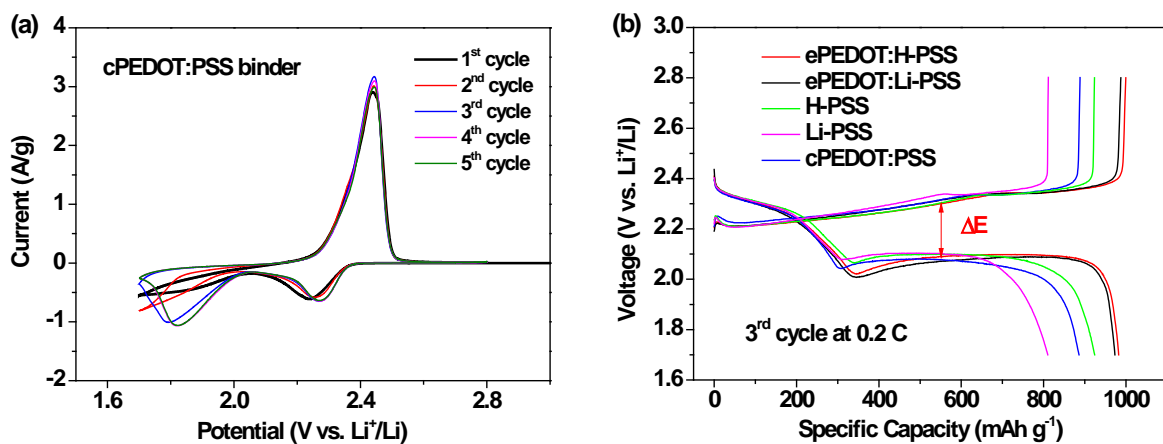 (a)
cPEDOT:PSS binder
1st cycle
2nd cycle
3rd cycle
4th cycle
5th cycle
4
3
2
1
0
-1
-2
Current (A/g)
1.6
2.0
2.4
2.8
Potential (V vs. Li+/Li)
(b)
ePEDOT:H-PSS
ePEDOT:Li-PSS
H-PSS
Li-PSS
cPEDOT:PSS
3.0
2.8
2.6
2.4
2.2
2.0
1.8
1.6
Voltage (V vs. Li+/Li)
ΔE
3rd cycle at 0.2 C
0
200
400
600
800
1000
Specific Capacity (mAh g-1)